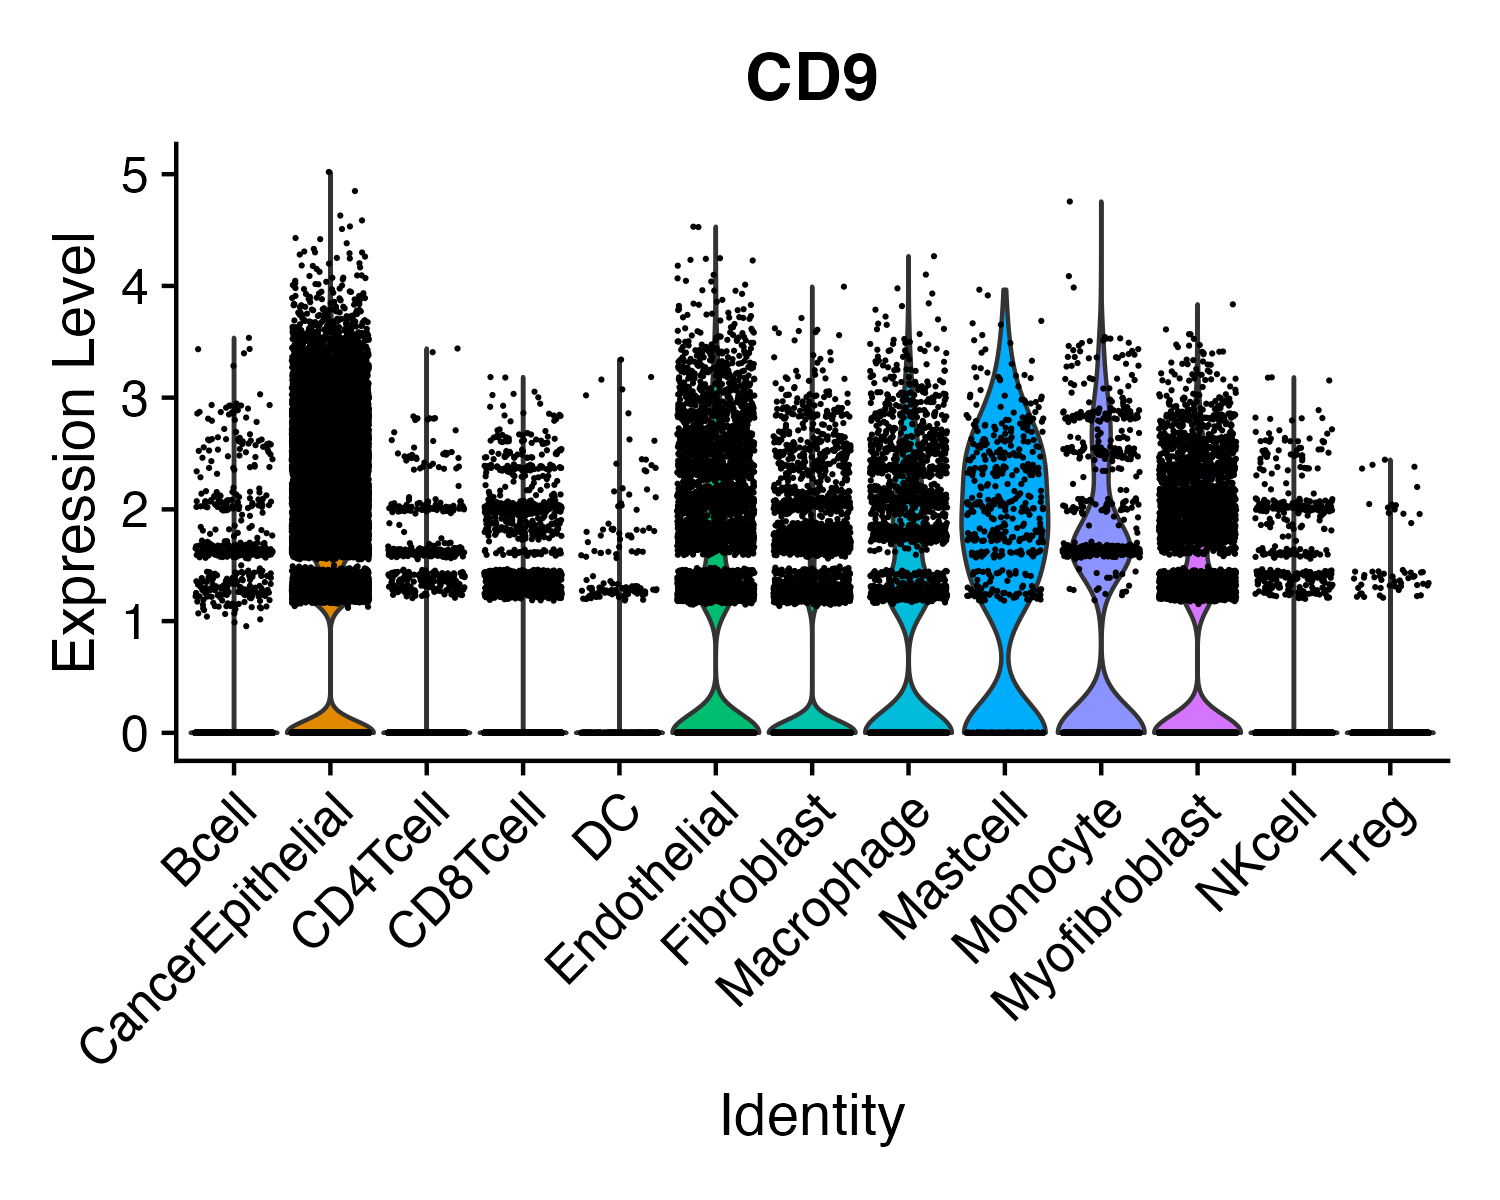 CD9
Expression Level
5
4
3
2
1
0
Bcell
CancerEpithelial
CD4Tcell
CD8Tcell
DC
Endothelial
Fibroblast
Macrophage
Mastcell
Monocyte
Myofibroblast
NKcell
Treg
Identity